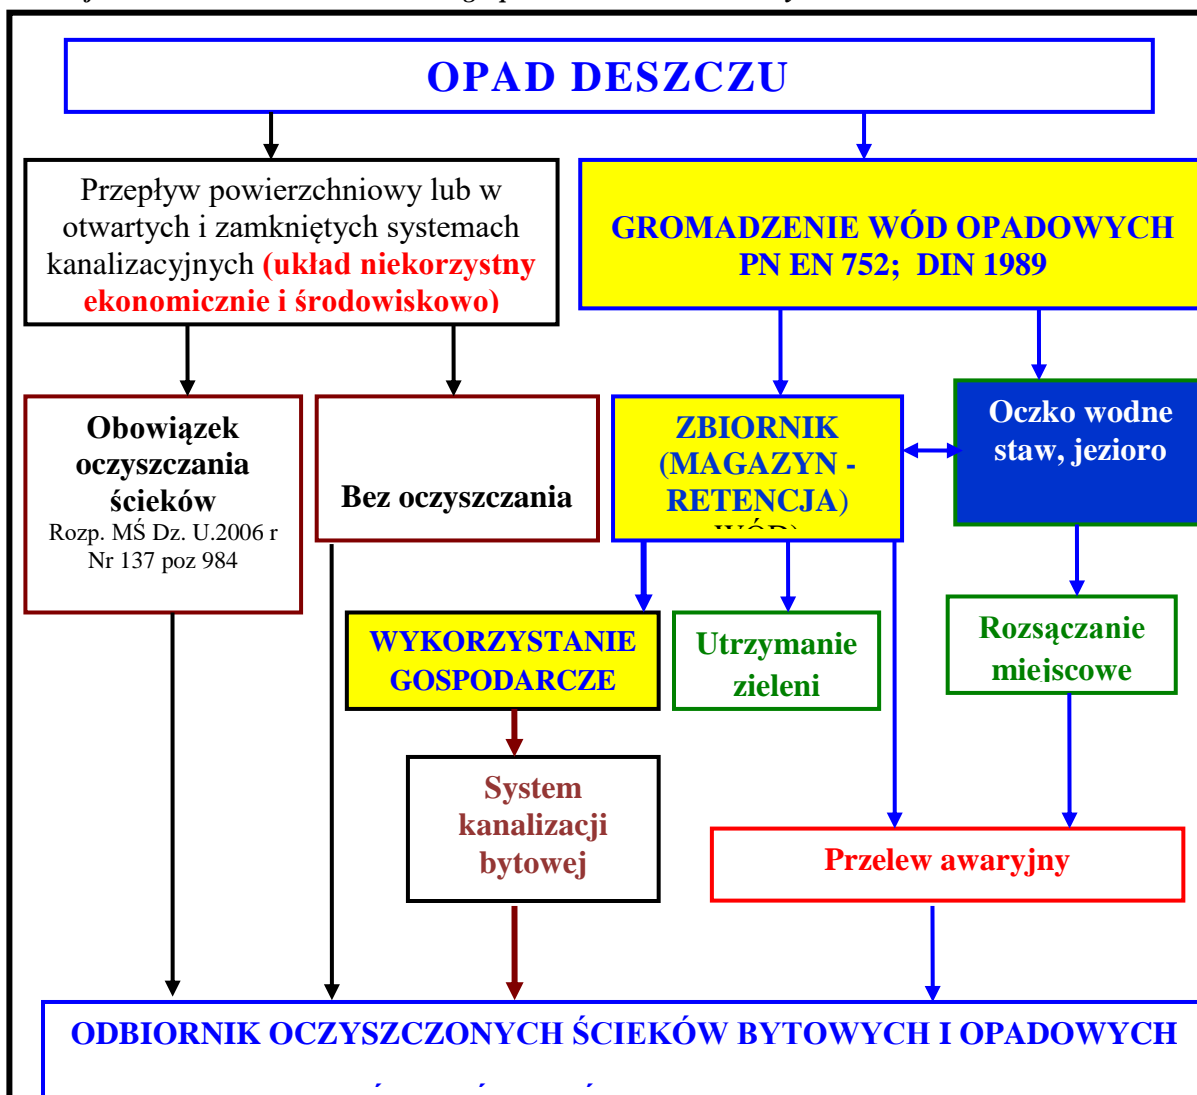 OPAD DESZCZU
Przepływ powierzchniowy lub w
otwartych i zamkniętych systemach
kanalizacyjnych (układ niekorzystny
ekonomicznie i środowiskowo)
GROMADZENIE WÓD OPADOWYCH
PN EN 752; DIN 1989
Obowiązek
oczyszczania
ścieków
Rozp. MŚ Dz. U.2006 r
Nr 137 poz 984
Bez oczyszczania
ZBIORNIK
(MAGAZYN -
RETENCJA)
WÓD)
Oczko wodne
staw, jezioro
WYKORZYSTANIE
GOSPODARCZE
Utrzymanie
zieleni
Rozsączanie
miejscowe
System
kanalizacji
bytowej
Przelew awaryjny
ODBIORNIK OCZYSZCZONYCH ŚCIEKÓW BYTOWYCH I OPADOWYCH